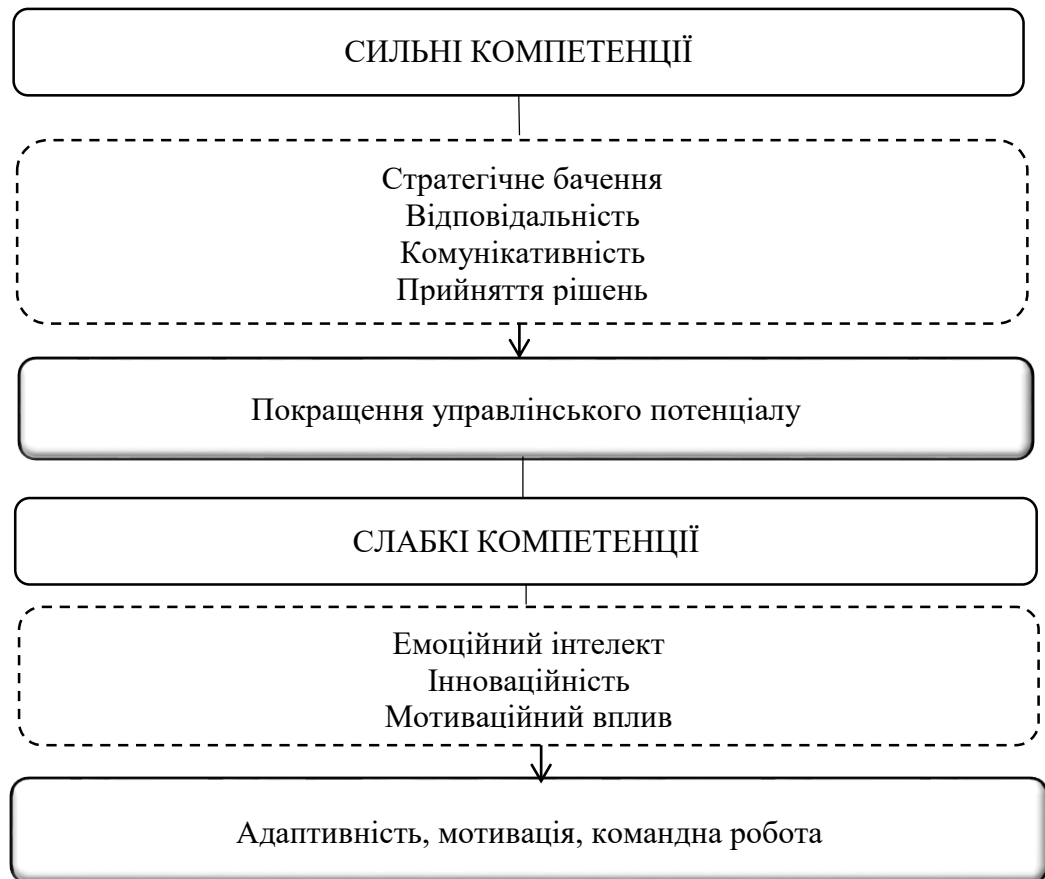 СИЛЬНІ КОМПЕТЕНЦІЇ
Стратегічне бачення
Відповідальність
Комунікативність
Прийняття рішень
Покращення управлінського потенціалу
СЛАБКІ КОМПЕТЕНЦІЇ
Емоційний інтелект
Інноваційність
Мотиваційний вплив
Адаптивність, мотивація, командна робота